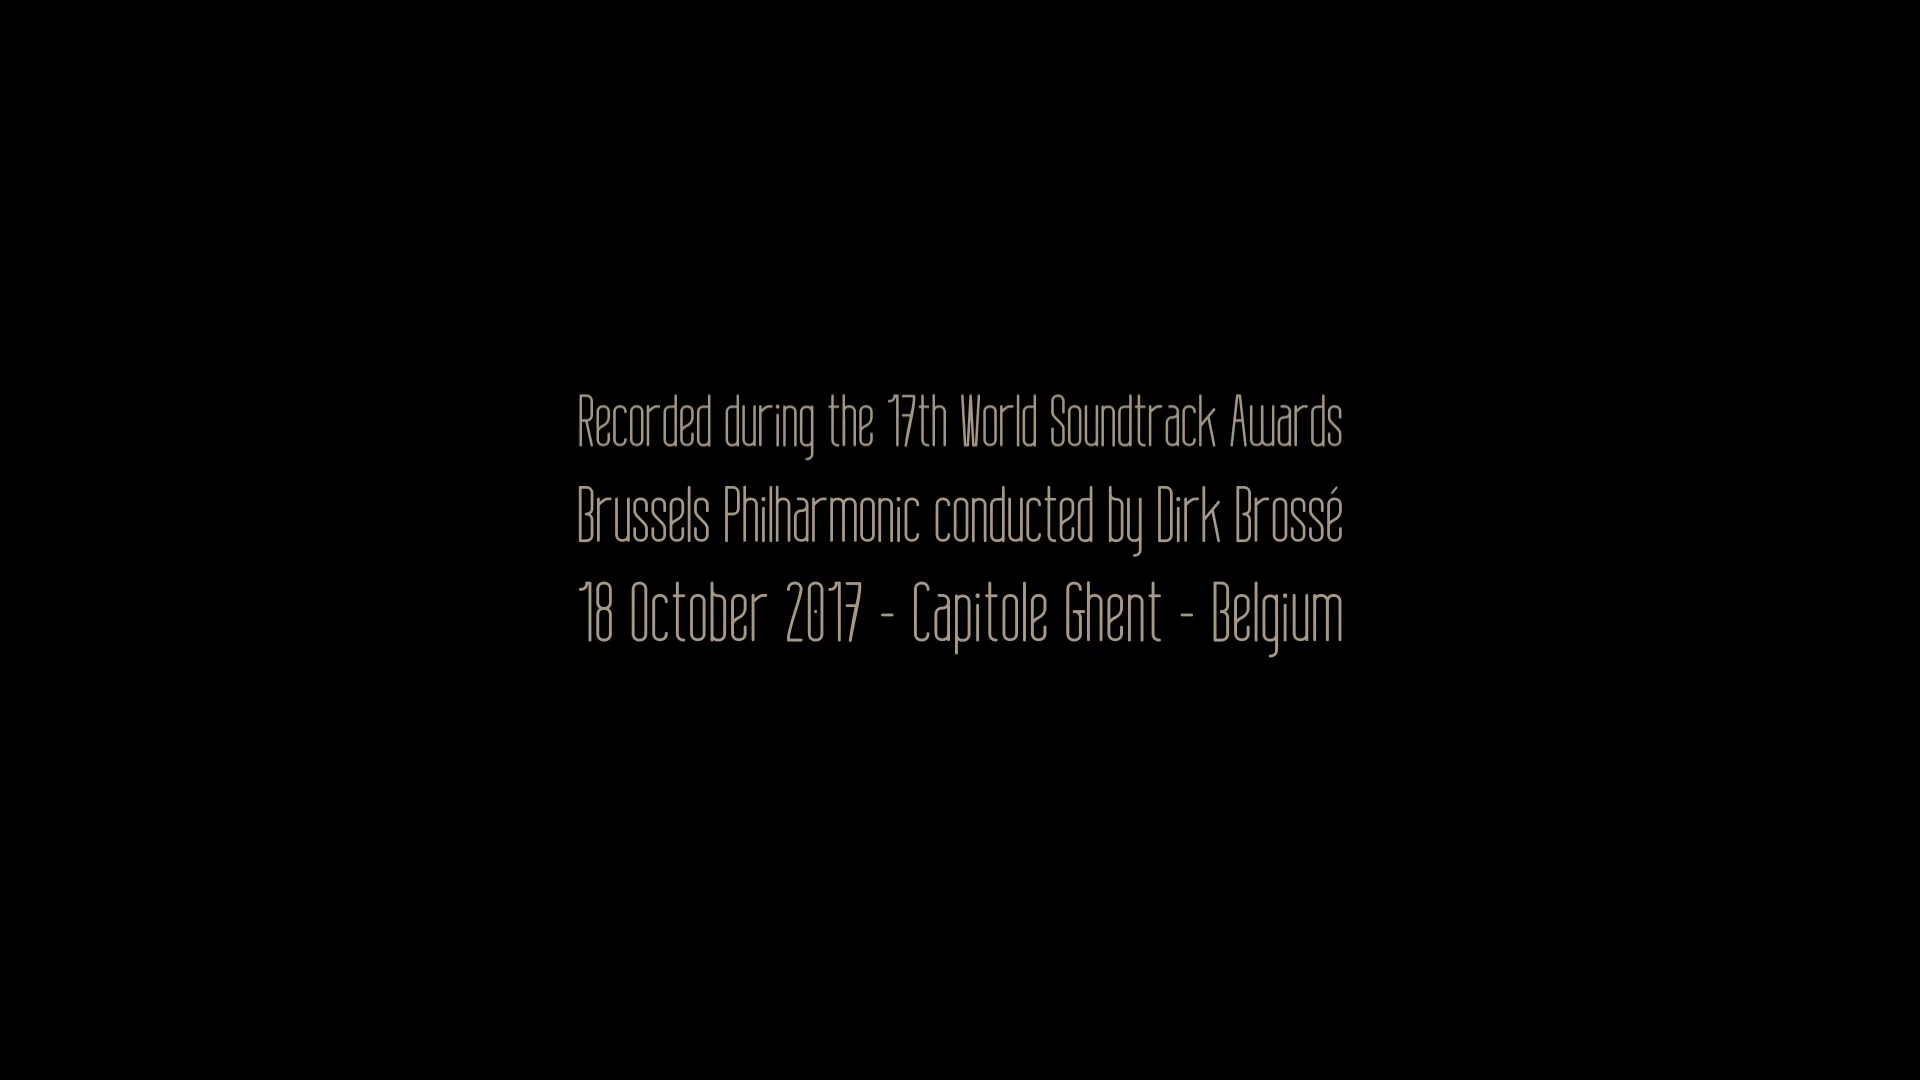 Recorded during the 17th World Soundtrack Awards
Brussels Philharmonic conducted by Dirk Brossé
18 October 2017 - Capitole Ghent - Belgium